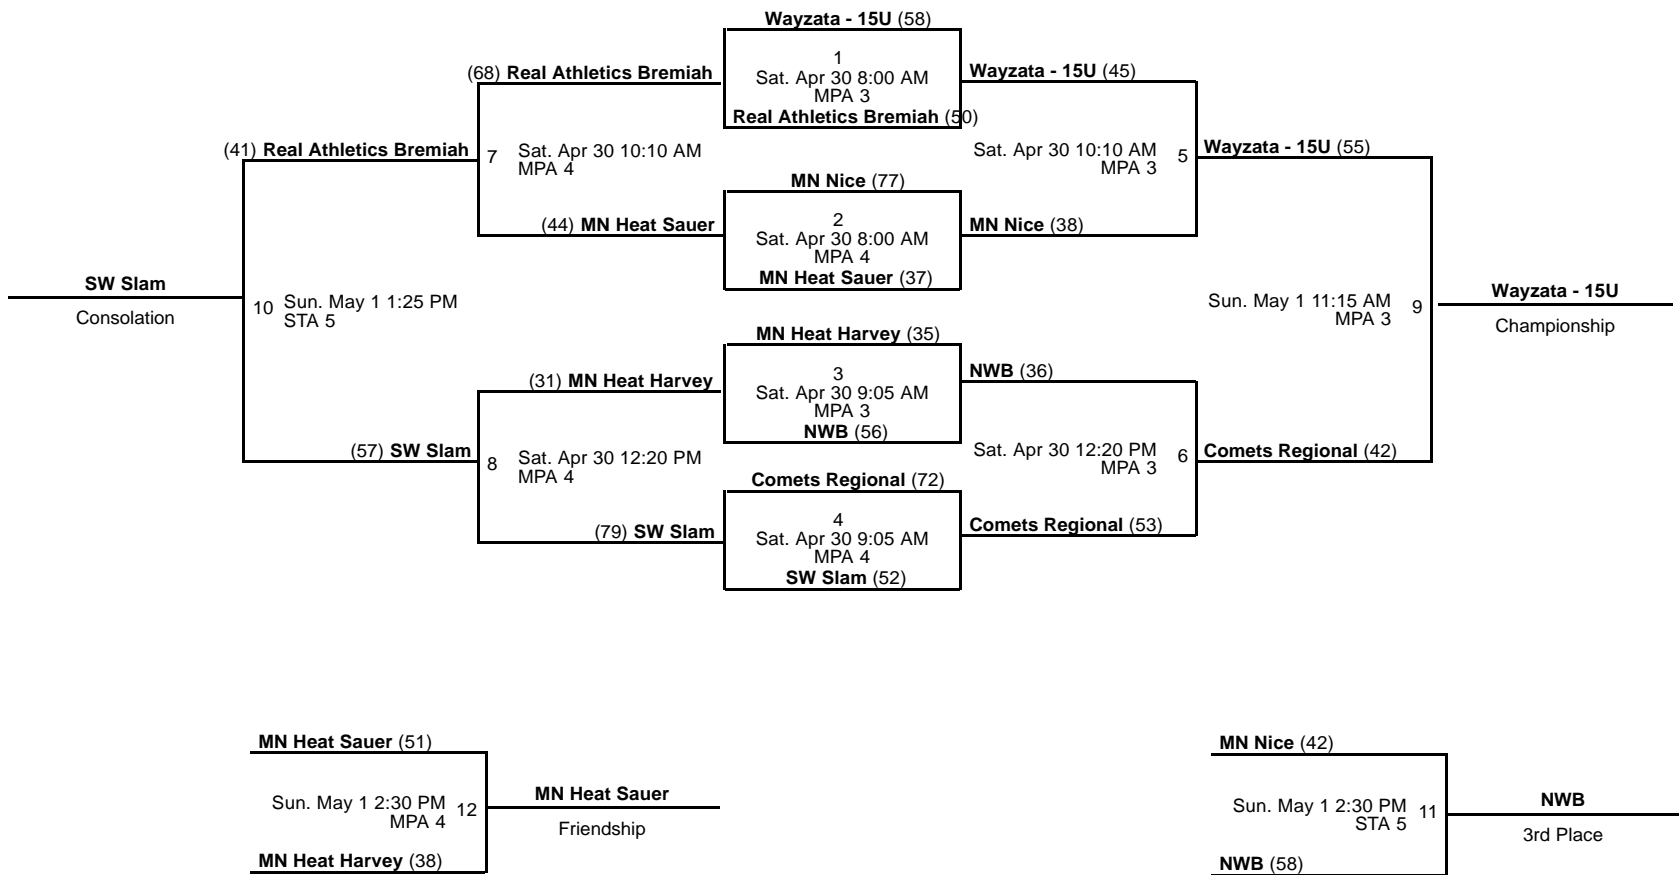 Wayzata - 15U (58)
1
Sat. Apr 30 8:00 AM
MPA 3
Real Athletics Bremiah (50)
(68) Real Athletics Bremiah
Wayzata - 15U (45)
(41) Real Athletics Bremiah
7 Sat. Apr 30 10:10 AM
MPA 4
Sat. Apr 30 10:10 AM 5
MPA 3
Wayzata - 15U (55)
MN Nice (77)
2
Sat. Apr 30 8:00 AM
MPA 4
MN Heat Sauer (37)
(44) MN Heat Sauer
MN Nice (38)
SW Slam
Consolation
10 Sun. May 1 1:25 PM
STA 5
Sun. May 1 11:15 AM 9
MPA 3
Wayzata - 15U
Championship
MN Heat Harvey (35)
3
Sat. Apr 30 9:05 AM
MPA 3
NWB (56)
(31) MN Heat Harvey
NWB (36)
(57) SW Slam
8 Sat. Apr 30 12:20 PM
MPA 4
Sat. Apr 30 12:20 PM 6
MPA 3
Comets Regional (42)
Comets Regional (72)
4
Sat. Apr 30 9:05 AM
MPA 4
SW Slam (52)
(79) SW Slam
Comets Regional (53)
MN Heat Sauer (51)
Sun. May 1 2:30 PM 12
MPA 4
MN Heat Harvey (38)
MN Heat Sauer
Friendship
MN Nice (42)
Sun. May 1 2:30 PM 11
STA 5
NWB (58)
NWB
3rd Place